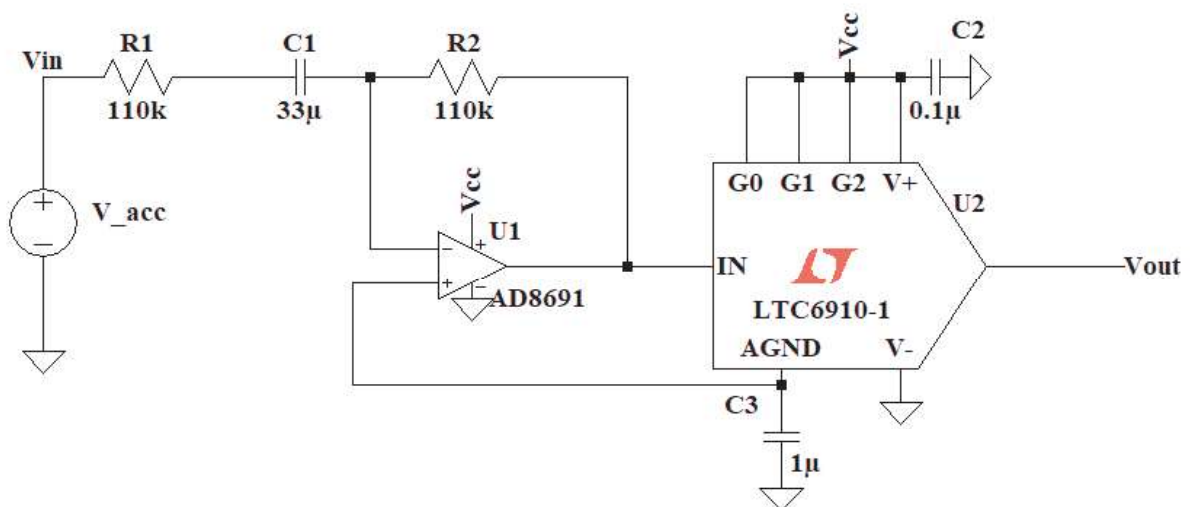 Vin
R1
110k
C1
33µ
R2
110k
Vcc
C2
0.1µ
V_acc
Vcc
U1
AD8691
G0 G1 G2 V+
U2
IN
LTC6910-1
AGND V-
Vout
C3
1µ